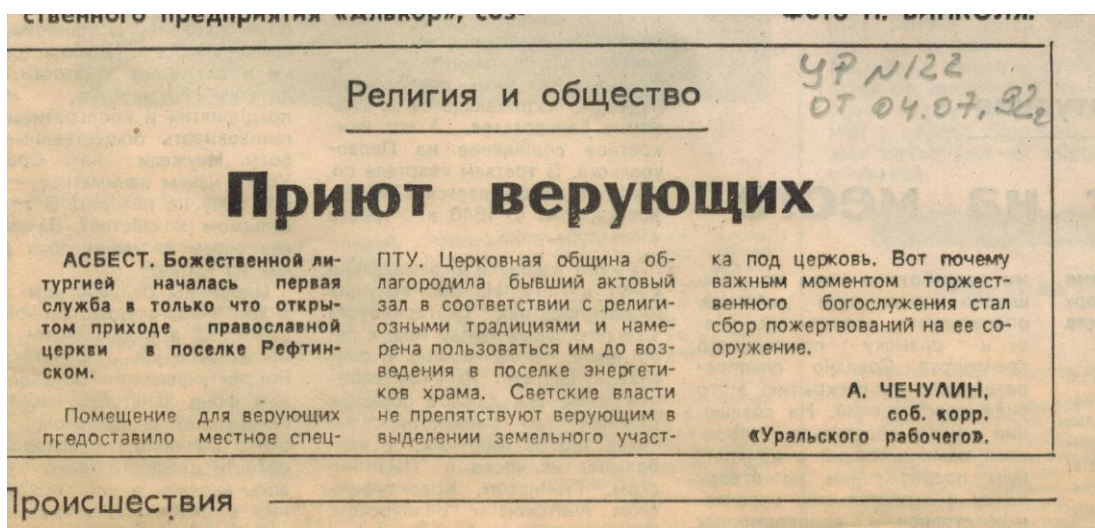 ственного предприятия «Алькор», соз-
Религия и общество
УР №122
ОТ 04.07.92г
Приют верующих
АСБЕСТ. Божественной ли-
тургией началась первая
служба в только что откры-
том приходе православной
церкви в поселке Рефтин-
ском.
Помещение для верующих
предоставило местное спец-
ПТУ. Церковная община об-
лагородила бывший актовый
зал в соответствии с религи-
озными традициями и наме-
рена пользоваться им до воз-
ведения в поселке энергети-
ков храма. Светские власти
не препятствуют верующим в
выделении земельного участ-
ка под церковь. Вот почему
важным моментом торжест-
венного богослужения стал
сбор пожертвований на ее со-
оружение.
А. ЧЕЧУЛИН,
соб. корр.
«Уральского рабочего».
Происшествия